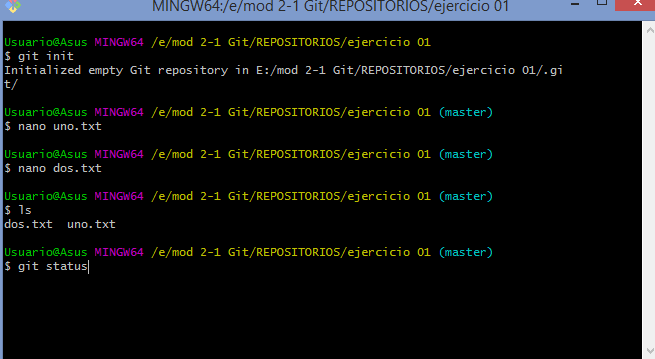 MINGW64:/e/mod 2-1 Git/REPOSITORIOS/ejercicio 01
Usuario@Asus MINGW64 /e/mod 2-1 Git/REPOSITORIOS/ejercicio 01
$ git init
Initialized empty Git repository in E:/mod 2-1 Git/REPOSITORIOS/ejercicio 01/.gi
t/
Usuario@Asus MINGW64 /e/mod 2-1 Git/REPOSITORIOS/ejercicio 01 (master)
$ nano uno.txt
Usuario@Asus MINGW64 /e/mod 2-1 Git/REPOSITORIOS/ejercicio 01 (master)
$ nano dos.txt
Usuario@Asus MINGW64 /e/mod 2-1 Git/REPOSITORIOS/ejercicio 01 (master)
$ ls
dos.txt  uno.txt
Usuario@Asus MINGW64 /e/mod 2-1 Git/REPOSITORIOS/ejercicio 01 (master)
$ git status